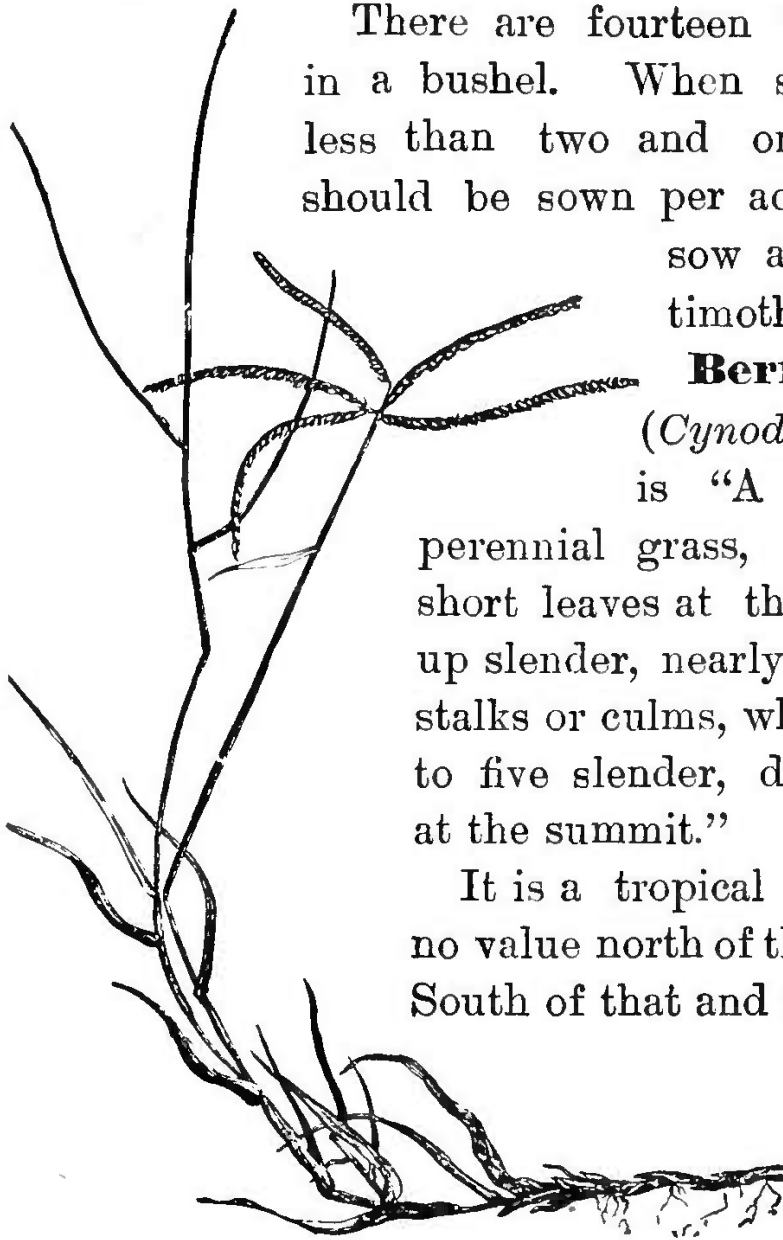 There are fourteen
in a bushel. When s
less than two and or
should be sown per ac
sow a
timoth
Berm
(Cynod
is “A
perennial grass,
short leaves at th
up slender, nearly
stalks or culms, wh
to five slender, d
at the summit.”
It is a tropical
no value north of th
South of that and